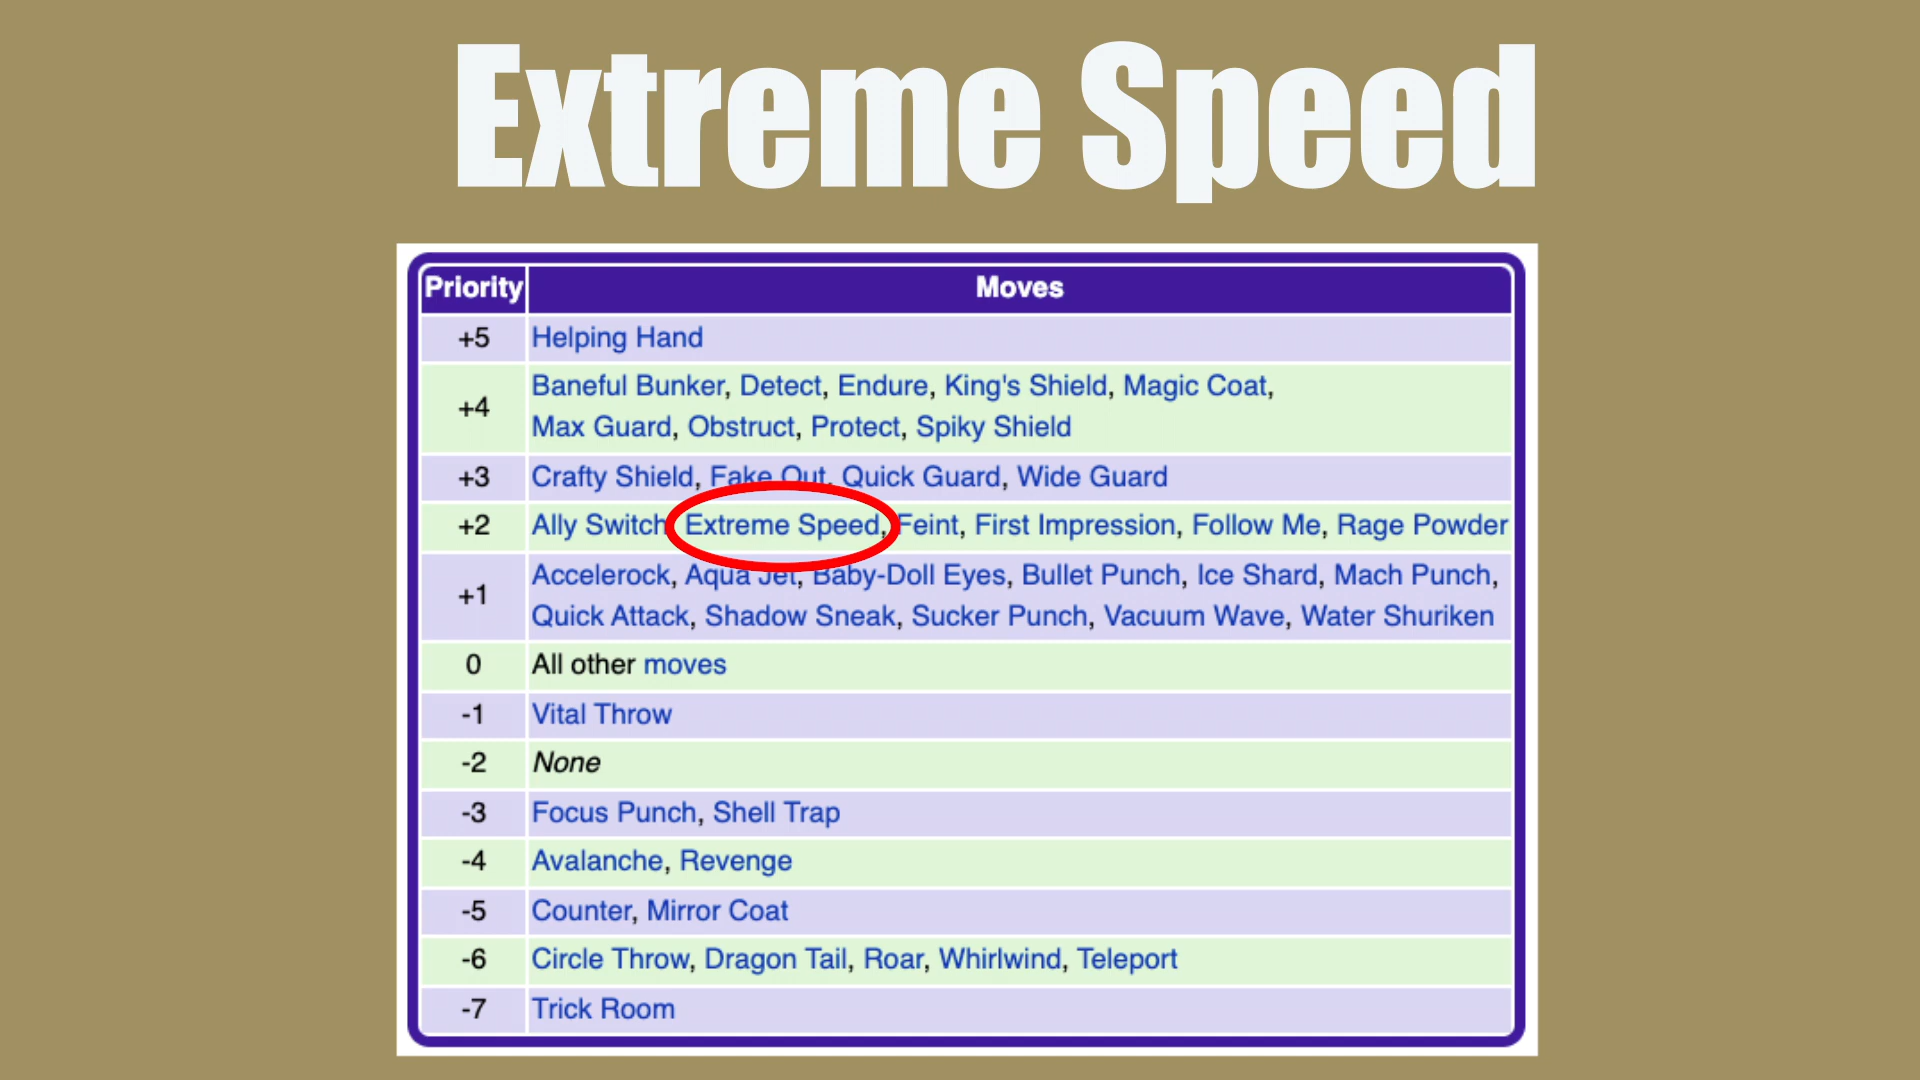 Extreme Speed
Priority Moves
+5 Helping Hand
+4 Baneful Bunker, Detect, Endure, King's Shield, Magic Coat,
Max Guard, Obstruct, Protect, Spiky Shield
+3 Crafty Shield, Fake Out, Quick Guard, Wide Guard
+2 Ally Switch, Extreme Speed, Feint, First Impression, Follow Me, Rage Powder
+1 Accelerock, Aqua Jet, Baby-Doll Eyes, Bullet Punch, Ice Shard, Mach Punch,
Quick Attack, Shadow Sneak, Sucker Punch, Vacuum Wave, Water Shuriken
0 All other moves
-1 Vital Throw
-2 None
-3 Focus Punch, Shell Trap
-4 Avalanche, Revenge
-5 Counter, Mirror Coat
-6 Circle Throw, Dragon Tail, Roar, Whirlwind, Teleport
-7 Trick Room